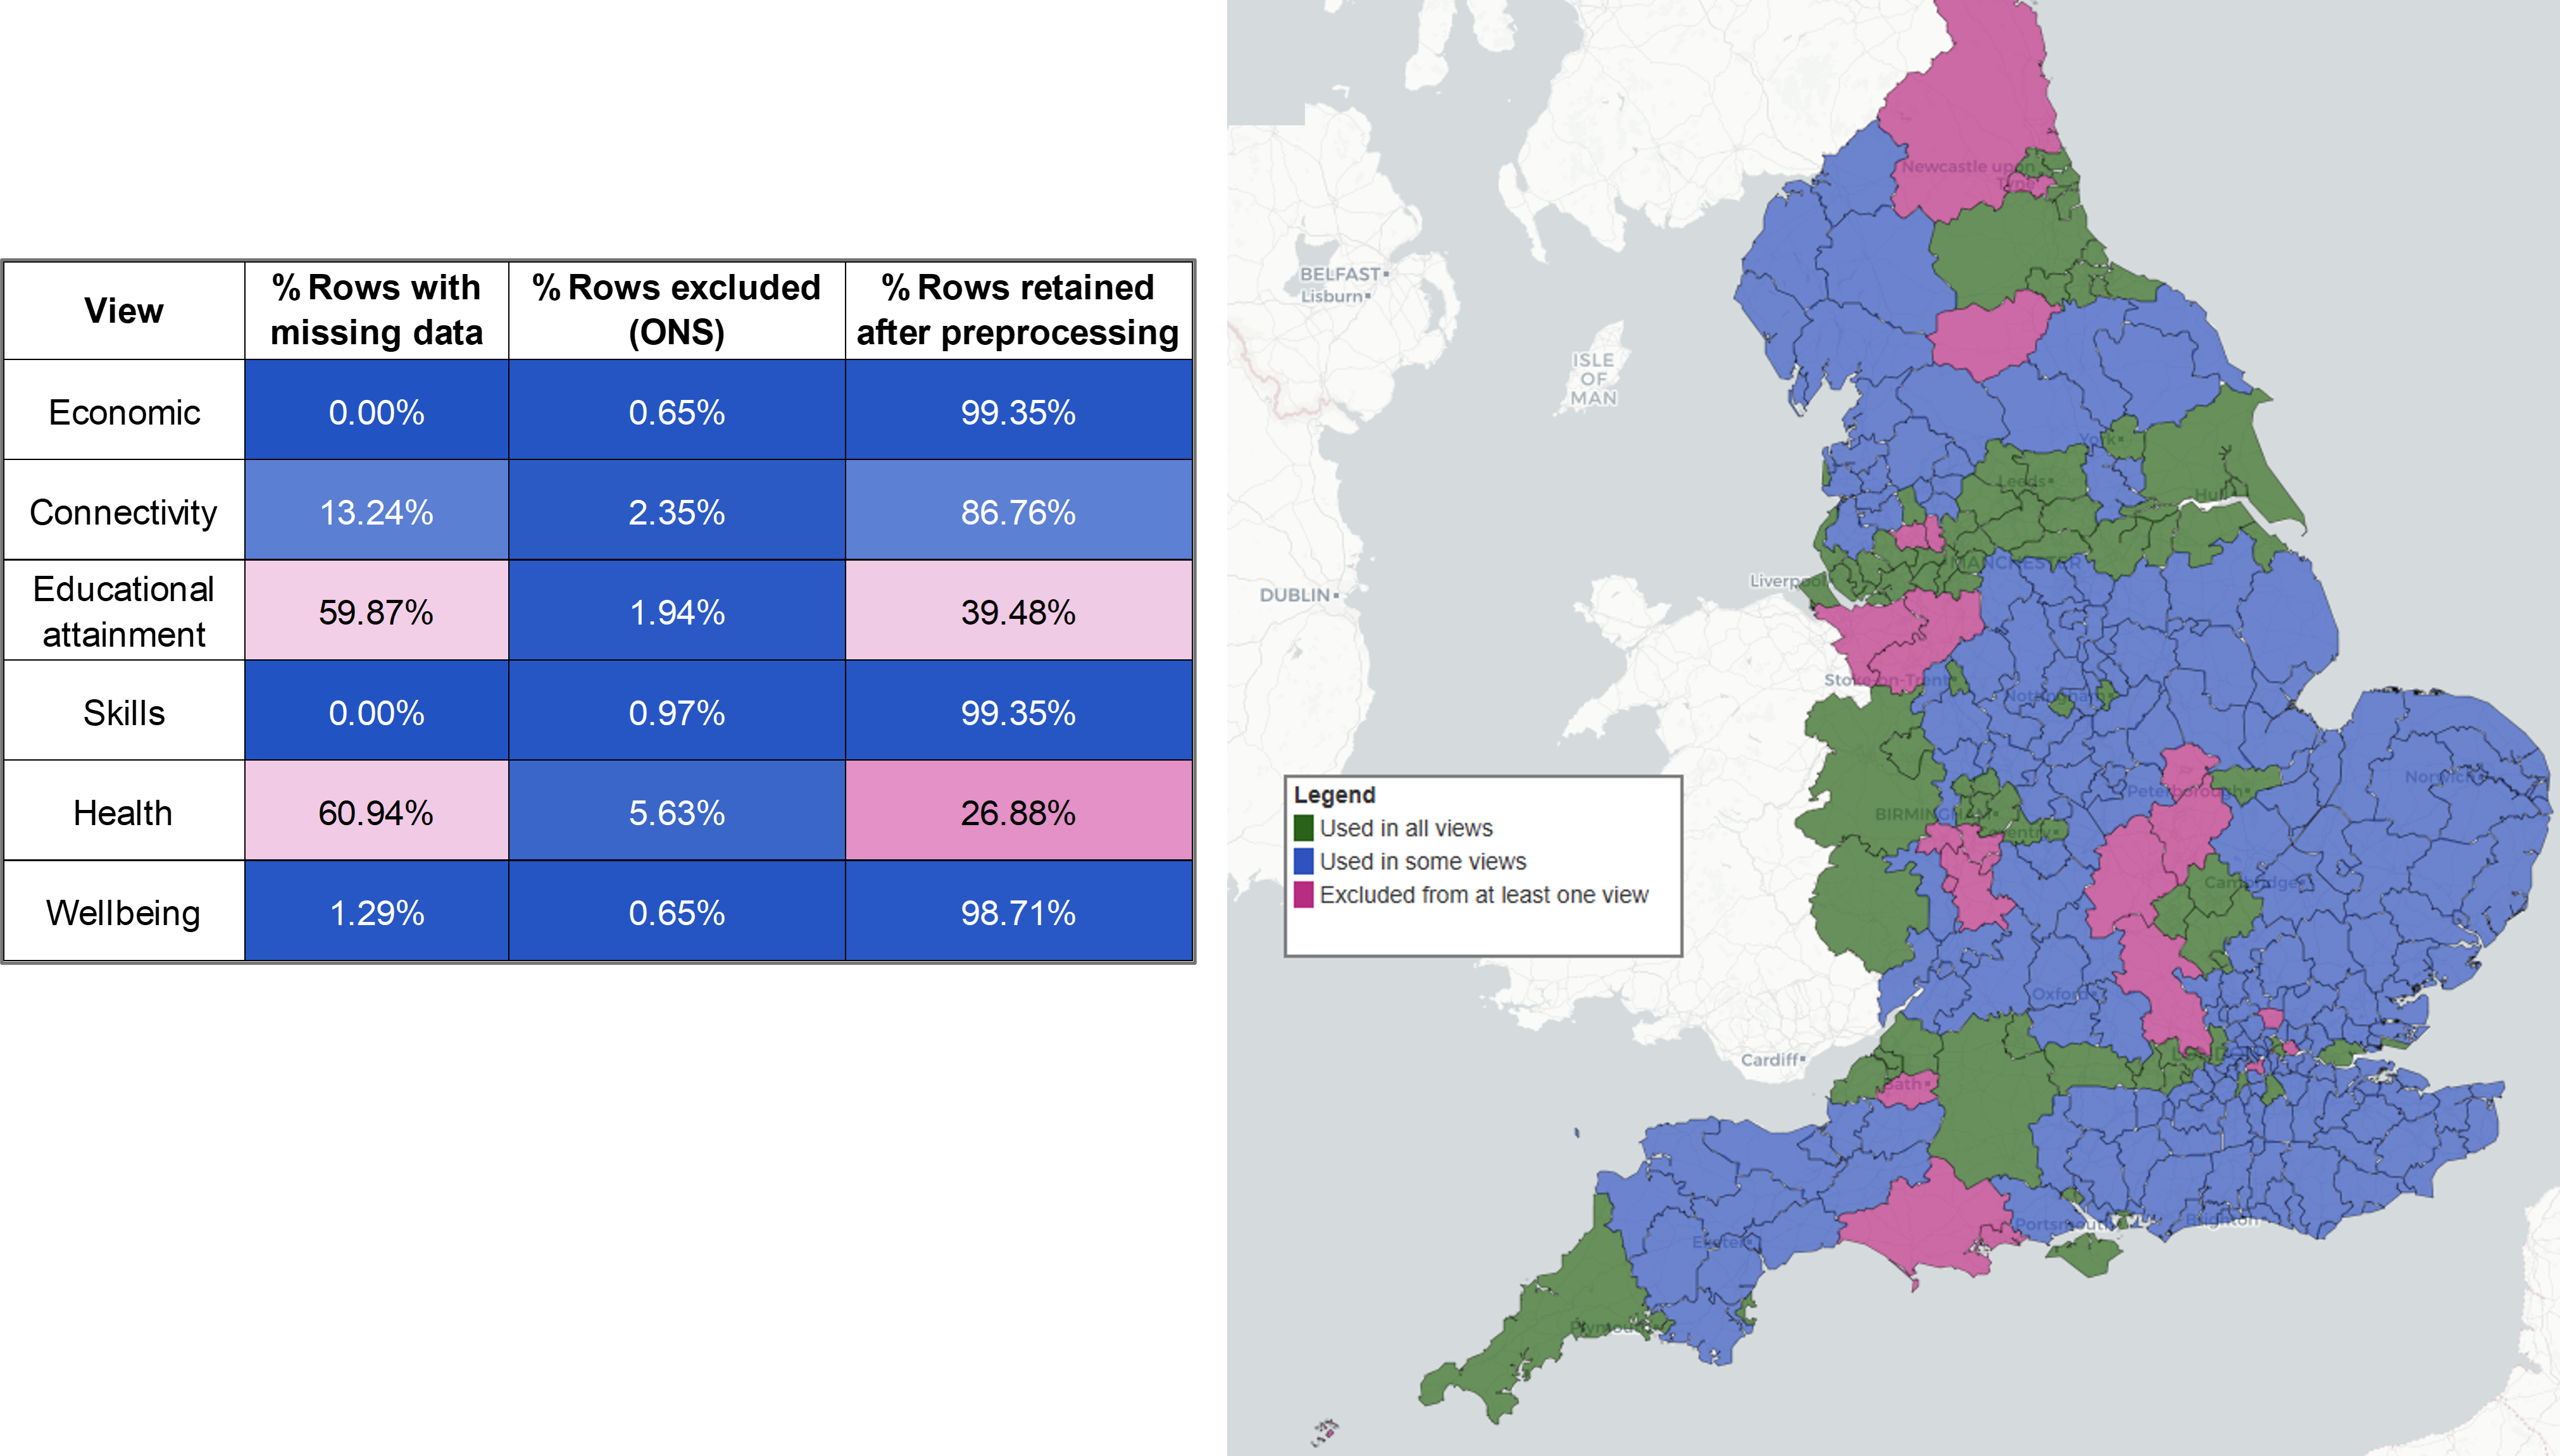 View
% Rows with
missing data
% Rows excluded
(ONS)
% Rows retained
after preprocessing
Economic
0.00%
0.65%
99.35%
Connectivity
13.24%
2.35%
86.76%
Educational
attainment
59.87%
1.94%
39.48%
Skills
0.00%
0.97%
99.35%
Health
60.94%
5.63%
26.88%
Wellbeing
1.29%
0.65%
98.71%
Newcastle upon
Tyne
BELFAST
Lisburn
ISLE
OF
MAN
York
Leeds
Hull
MANCHESTER
Liverpool
DUBLIN
Stoke-on-Trent
Nottingham
Norwich
Peterborough
BIRMINGHAM
Coventry
Cambridge
Legend
Used in all views
Used in some views
Excluded from at least one view
Oxford
LONDON
Cardiff
Bath
Portsmouth
Brighton
Exeter
Plymouth